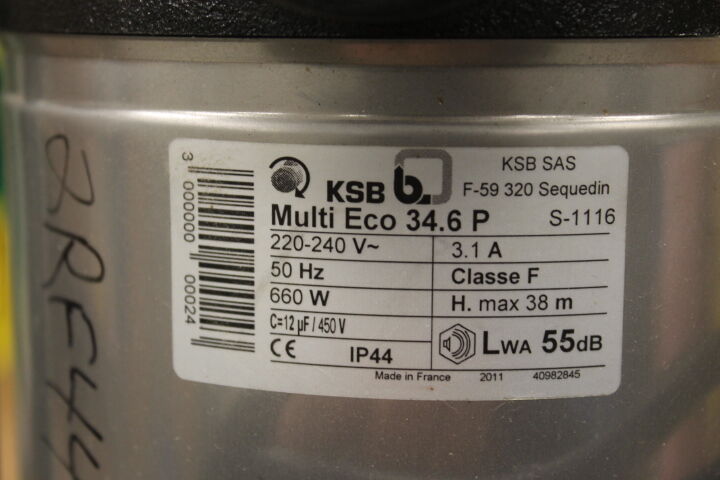 KSB b.
KSB SAS
F-59 320 Sequedin
Multi Eco 34.6 P
S-1116
220-240 V~
3.1 A
50 Hz
Classe F
660 W
H. max 38 m
C=12 µF / 450 V
CE IP44
LWA 55dB
Made in France 2011 40982845
3 000000 00024
2RF44